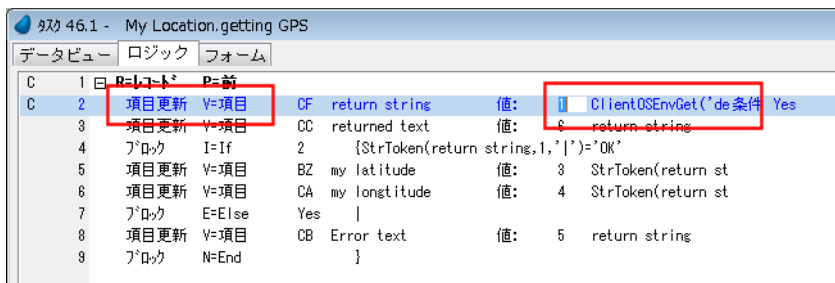 ﾀｽｸ 46.1 - My Location.getting GPS
データビュー ロジック フォーム
C 1 R=ﾚｺｰﾄﾞ P=前
C 2 項目更新 V=項目 CF return string 値: 1 ClientOSEnvGet('de条件 Yes
3 項目更新 V=項目 CC returned text 値: 6 return string
4 ﾌﾞﾛｯｸ I=If 2 {StrToken(return string,1,'|')='OK'
5 項目更新 V=項目 BZ my latitude 値: 3 StrToken(return st
6 項目更新 V=項目 CA my longtitude 値: 4 StrToken(return st
7 ﾌﾞﾛｯｸ E=Else Yes |
8 項目更新 V=項目 CB Error text 値: 5 return string
9 ﾌﾞﾛｯｸ N=End }